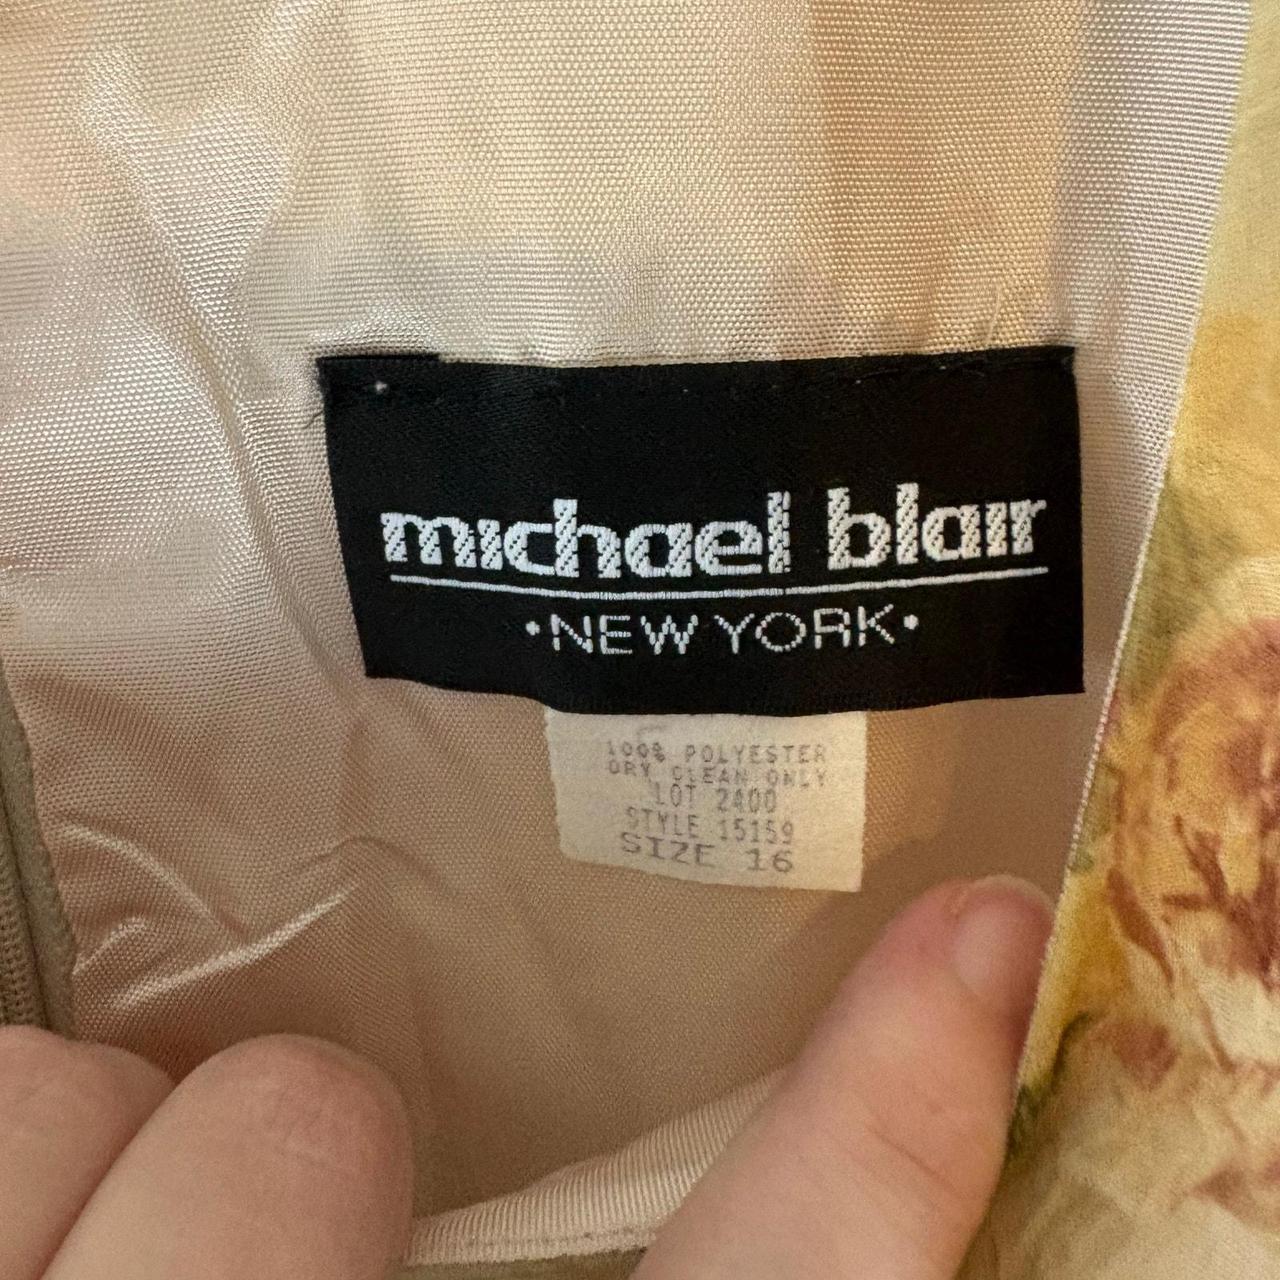 michael blair
•NEW YORK•
100% POLYESTER
DRY CLEAN ONLY
LOT 2400
STYLE 15159
SIZE 16